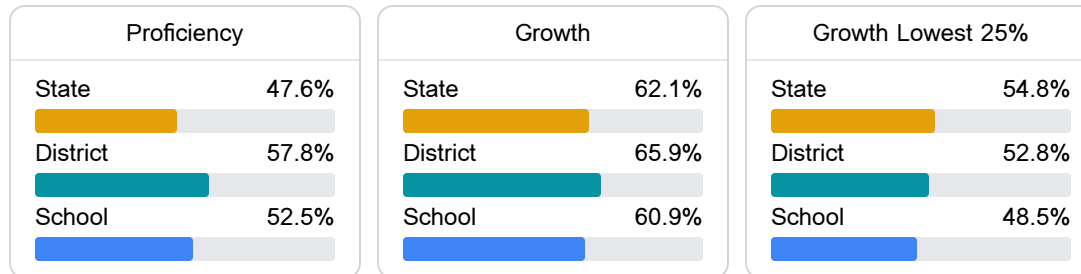 Proficiency
State 47.6%
District 57.8%
School 52.5%
Growth
State 62.1%
District 65.9%
School 60.9%
Growth Lowest 25%
State 54.8%
District 52.8%
School 48.5%